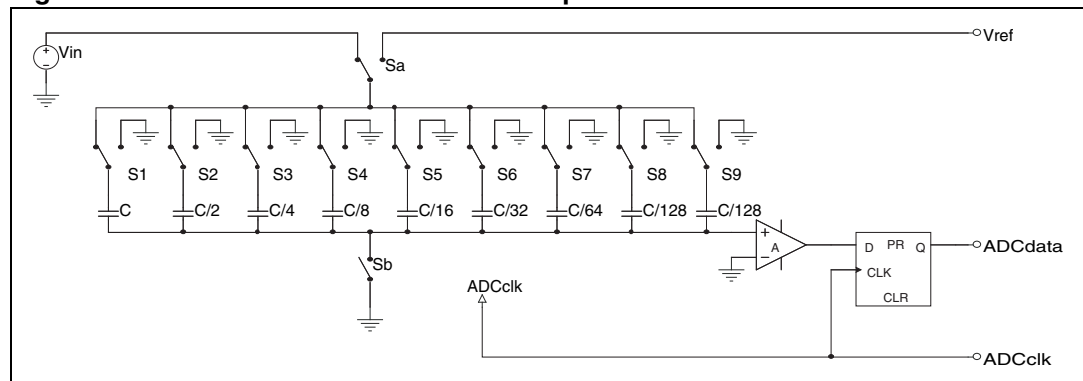 Vin
+
−
Sa
Vref
S1 S2 S3 S4 S5 S6 S7 S8 S9
C C/2 C/4 C/8 C/16 C/32 C/64 C/128 C/128
Sb
+
A
−
D PR Q
CLK
CLR
ADCdata
ADCclk
ADCclk